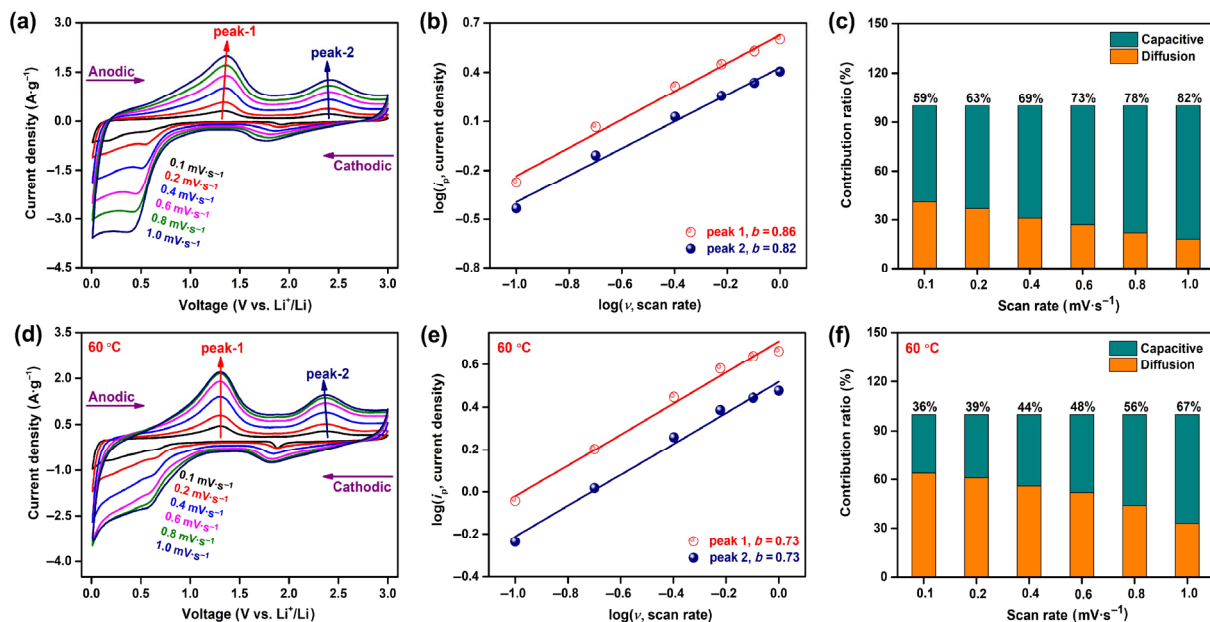 (a)
3.0
1.5
0.0
–1.5
–3.0
–4.5
Current density (A·g⁻¹)
peak-1
peak-2
Anodic
Cathodic
0.1 mV·s⁻¹
0.2 mV·s⁻¹
0.4 mV·s⁻¹
0.6 mV·s⁻¹
0.8 mV·s⁻¹
1.0 mV·s⁻¹
0.0 0.5 1.0 1.5 2.0 2.5 3.0
Voltage (V vs. Li⁺/Li)
(b)
0.7
0.4
0.1
–0.2
–0.5
–0.8
log(iₚ, current density)
peak 1, b = 0.86
peak 2, b = 0.82
–1.0 –0.8 –0.6 –0.4 –0.2 0.0
log(ν, scan rate)
(c)
150
120
90
60
30
0
Contribution ratio (%)
Capacitive
Diffusion
59% 63% 69% 73% 78% 82%
0.1 0.2 0.4 0.6 0.8 1.0
Scan rate (mV·s⁻¹)
(d)
3.5
2.0
0.5
–1.0
–2.5
–4.0
Current density (A·g⁻¹)
60 °C
peak-1
peak-2
Anodic
Cathodic
0.1 mV·s⁻¹
0.2 mV·s⁻¹
0.4 mV·s⁻¹
0.6 mV·s⁻¹
0.8 mV·s⁻¹
1.0 mV·s⁻¹
0.0 0.5 1.0 1.5 2.0 2.5 3.0
Voltage (V vs. Li⁺/Li)
(e)
0.6
0.4
0.2
0.0
–0.2
–0.4
log(iₚ, current density)
60 °C
peak 1, b = 0.73
peak 2, b = 0.73
–1.0 –0.8 –0.6 –0.4 –0.2 0.0
log(ν, scan rate)
(f)
150
120
90
60
30
0
Contribution ratio (%)
60 °C
Capacitive
Diffusion
36% 39% 44% 48% 56% 67%
0.1 0.2 0.4 0.6 0.8 1.0
Scan rate (mV·s⁻¹)